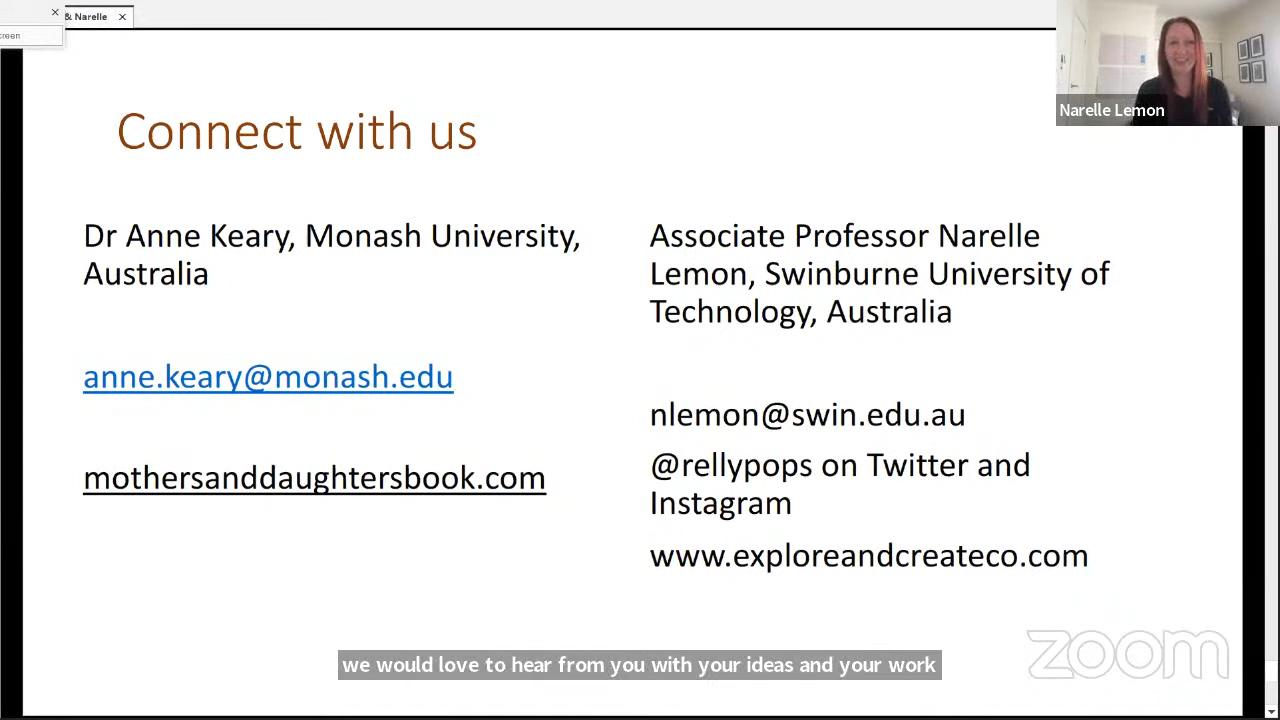 & Narelle
creen
Narelle Lemon
Connect with us
Dr Anne Keary, Monash University,
Australia
anne.keary@monash.edu
mothersanddaughtersbook.com
Associate Professor Narelle
Lemon, Swinburne University of
Technology, Australia
nlemon@swin.edu.au
@rellypops on Twitter and
Instagram
www.exploreandcreateco.com
we would love to hear from you with your ideas and your work
zoom